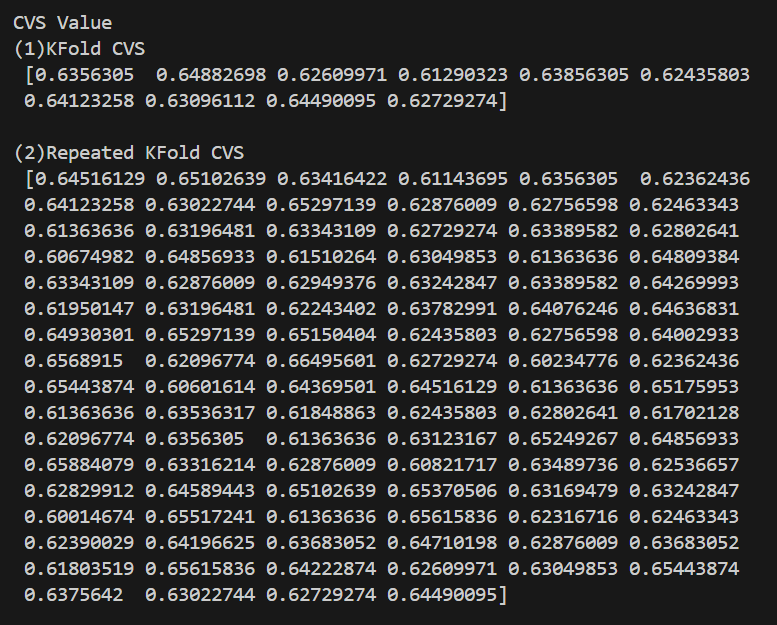 CVS Value
(1)KFold CVS
[0.6356305  0.64882698 0.62609971 0.61290323 0.63856305 0.62435803
0.64123258 0.63096112 0.64490095 0.62729274]
(2)Repeated KFold CVS
[0.64516129 0.65102639 0.63416422 0.61143695 0.6356305  0.62362436
0.64123258 0.63022744 0.65297139 0.62876009 0.62756598 0.62463343
0.61363636 0.63196481 0.63343109 0.62729274 0.63389582 0.62802641
0.60674982 0.64856933 0.61510264 0.63049853 0.61363636 0.64809384
0.63343109 0.62876009 0.62949376 0.63242847 0.63389582 0.64269993
0.61950147 0.63196481 0.62243402 0.63782991 0.64076246 0.64636831
0.64930301 0.65297139 0.65150404 0.62435803 0.62756598 0.64002933
0.6568915  0.62096774 0.66495601 0.62729274 0.60234776 0.62362436
0.65443874 0.60601614 0.64369501 0.64516129 0.61363636 0.65175953
0.61363636 0.63536317 0.61848863 0.62435803 0.62802641 0.61702128
0.62096774 0.6356305  0.61363636 0.63123167 0.65249267 0.64856933
0.65884079 0.63316214 0.62876009 0.60821717 0.63489736 0.62536657
0.62829912 0.64589443 0.65102639 0.65370506 0.63169479 0.63242847
0.60014674 0.65517241 0.61363636 0.65615836 0.62316716 0.62463343
0.62390029 0.64196625 0.63683052 0.64710198 0.62876009 0.63683052
0.61803519 0.65615836 0.64222874 0.62609971 0.63049853 0.65443874
0.6375642  0.63022744 0.62729274 0.64490095]